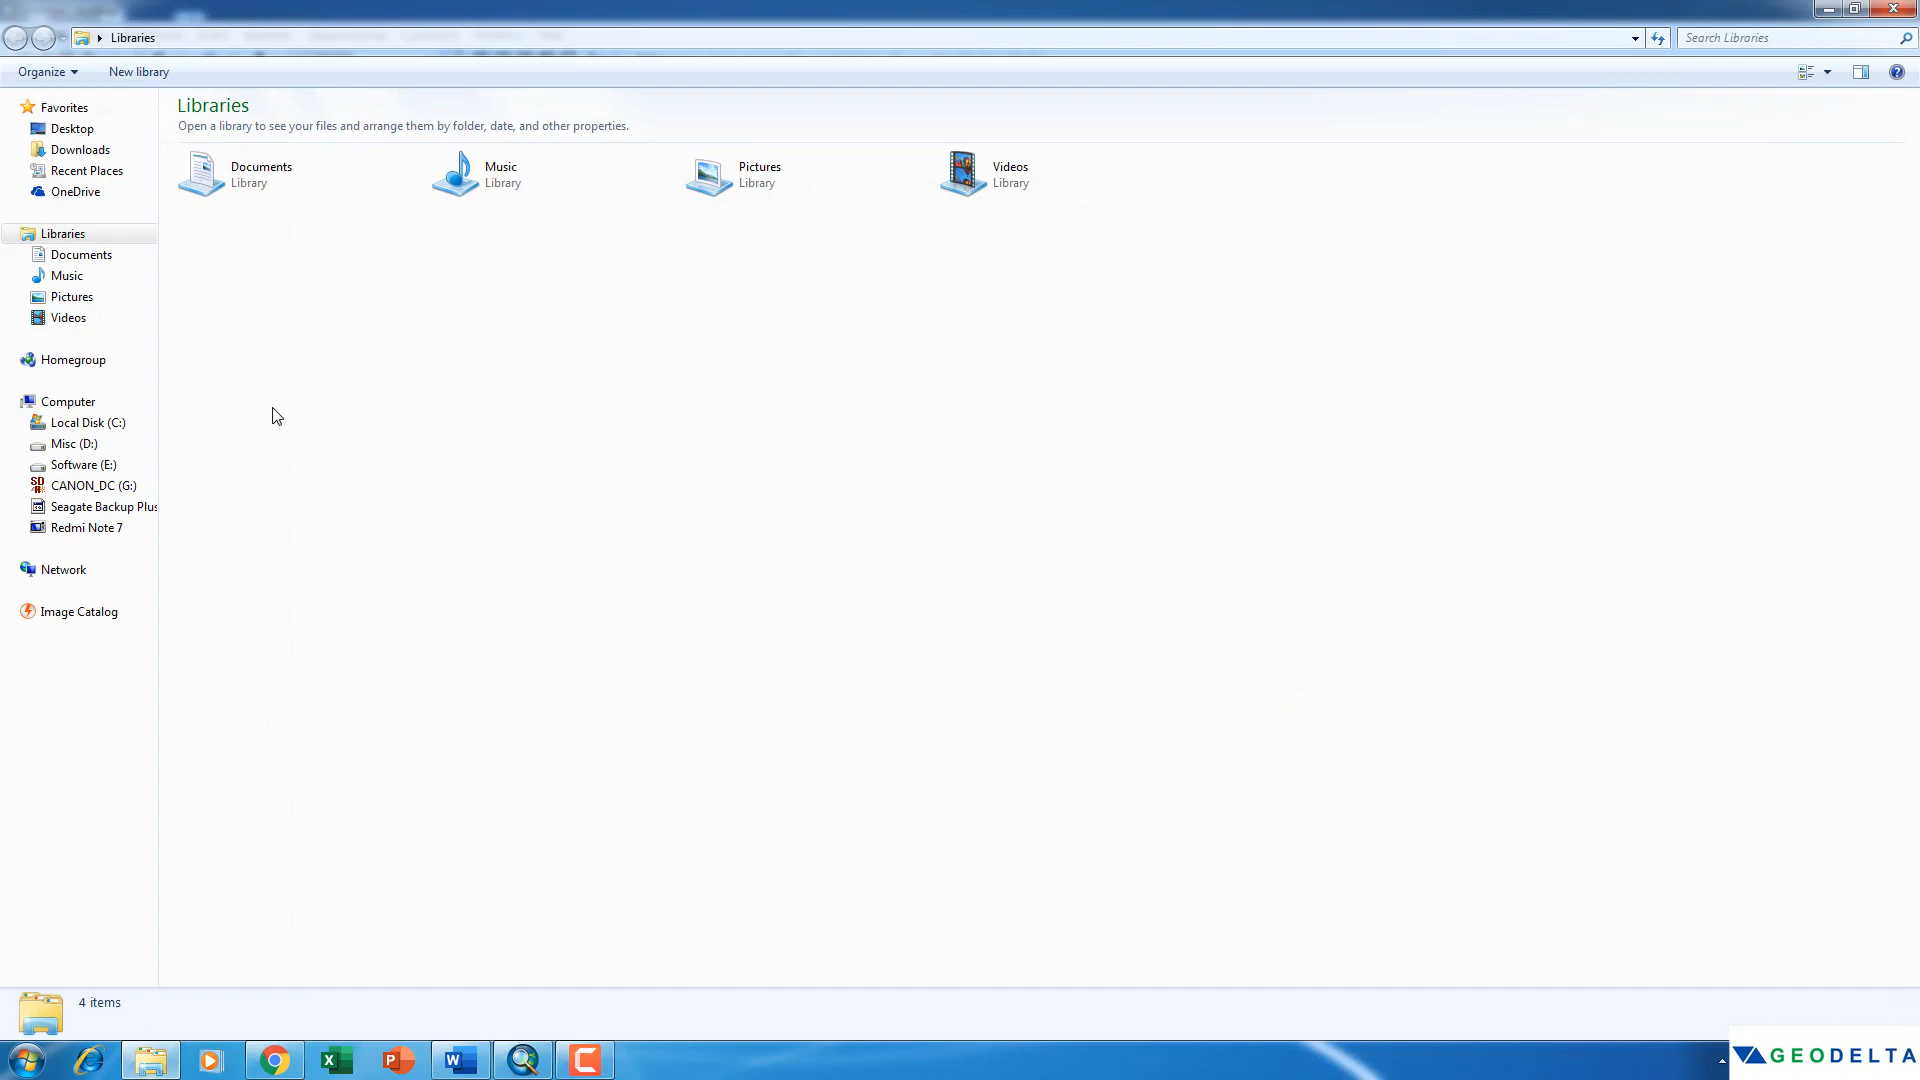 Libraries
Search Libraries
Organize
New library
Favorites
Desktop
Downloads
Recent Places
OneDrive
Libraries
Documents
Music
Pictures
Videos
Homegroup
Computer
Local Disk (C:)
Misc (D:)
Software (E:)
CANON_DC (G:)
Seagate Backup Plus
Redmi Note 7
Network
Image Catalog
Libraries
Open a library to see your files and arrange them by folder, date, and other properties.
Documents
Library
Music
Library
Pictures
Library
Videos
Library
4 items
GEODELTA